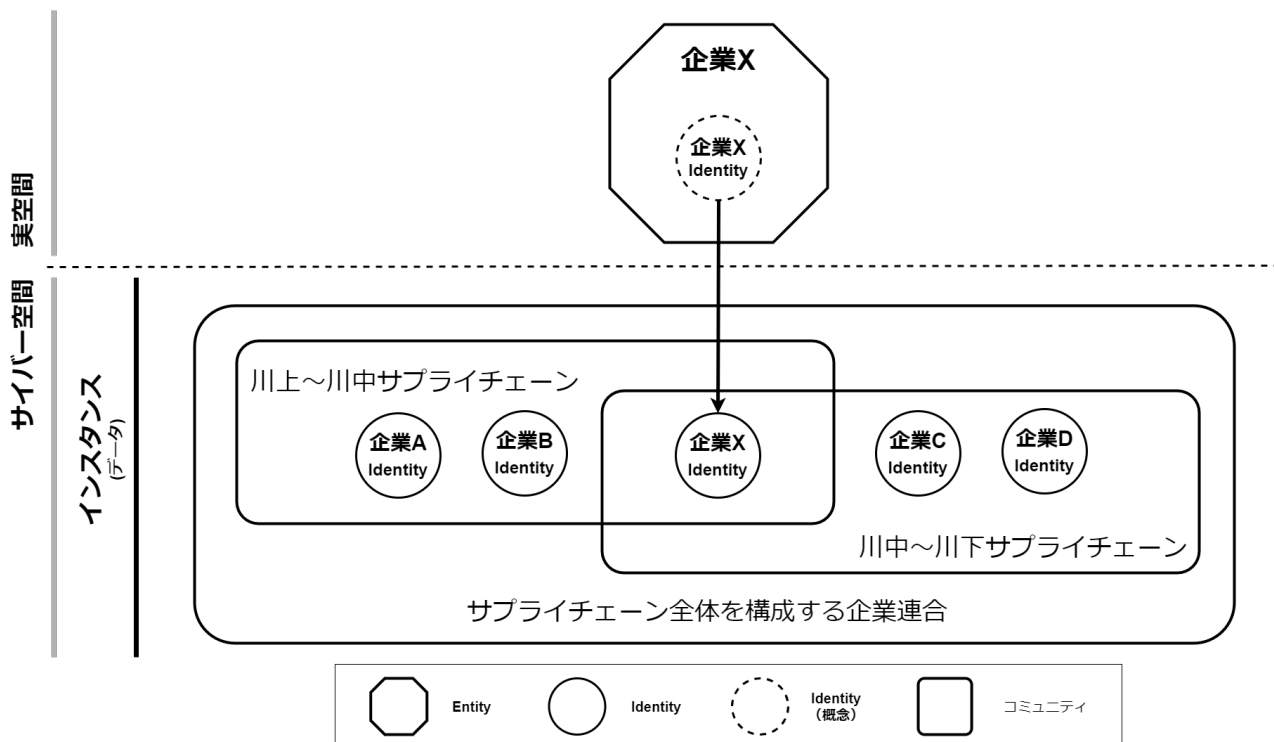 実空間
企業X
企業X
Identity
サイバー空間
インスタンス
(データ)
川上～川中サプライチェーン
企業A
Identity
企業B
Identity
企業X
Identity
企業C
Identity
企業D
Identity
川中～川下サプライチェーン
サプライチェーン全体を構成する企業連合
Entity
Identity
Identity
（概念）
コミュニティ